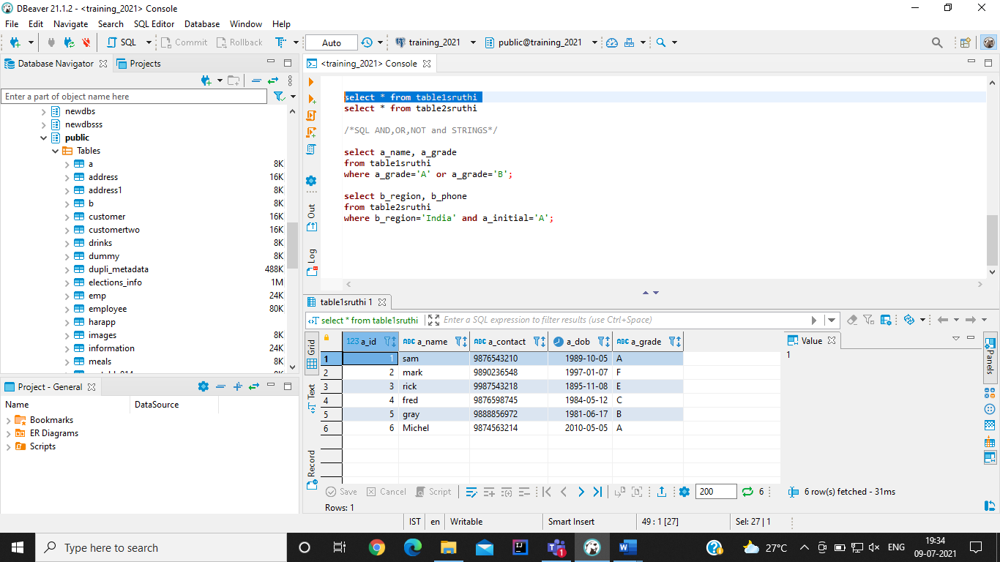 DBeaver 21.1.2 - <training_2021> Console
File Edit Navigate Search SQL Editor Database Window Help
SQL Commit Rollback Auto training_2021 public@training_2021
Database Navigator Projects
Enter a part of object name here
newdbs
newdbsss
public
Tables
a 8K
address 16K
address1 8K
b 8K
customer 16K
customertwo 16K
drinks 8K
dummy 8K
dupli_metadata 488K
elections_info 1M
emp 24K
employee 80K
harapp 8K
images 8K
information 24K
meals 8K
Project - General
Name DataSource
Bookmarks
ER Diagrams
Scripts
<training_2021> Console
select * from table1sruthi
select * from table2sruthi
/*SQL AND,OR,NOT and STRINGS*/
select a_name, a_grade
from table1sruthi
where a_grade='A' or a_grade='B';
select b_region, b_phone
from table2sruthi
where b_region='India' and a_initial='A';
Out
Log
table1sruthi 1
select * from table1sruthi Enter a SQL expression to filter results (use Ctrl+Space)
Grid
Text
Record
123 a_id ABC a_name ABC a_contact a_dob ABC a_grade
1 1 sam 9876543210 1989-10-05 A
2 2 mark 9890236548 1997-01-07 F
3 3 rick 9987543218 1895-11-08 E
4 4 fred 9876598745 1984-05-12 C
5 5 gray 9888856972 1981-06-17 B
6 6 Michel 9874563214 2010-05-05 A
Value
1
Panels
Save Cancel Script 200 6 6 row(s) fetched - 31ms
Rows: 1
IST en Writable Smart Insert 49 : 1 [27] Sel: 27 | 1
Type here to search
1
27°C ENG
19:34
09-07-2021